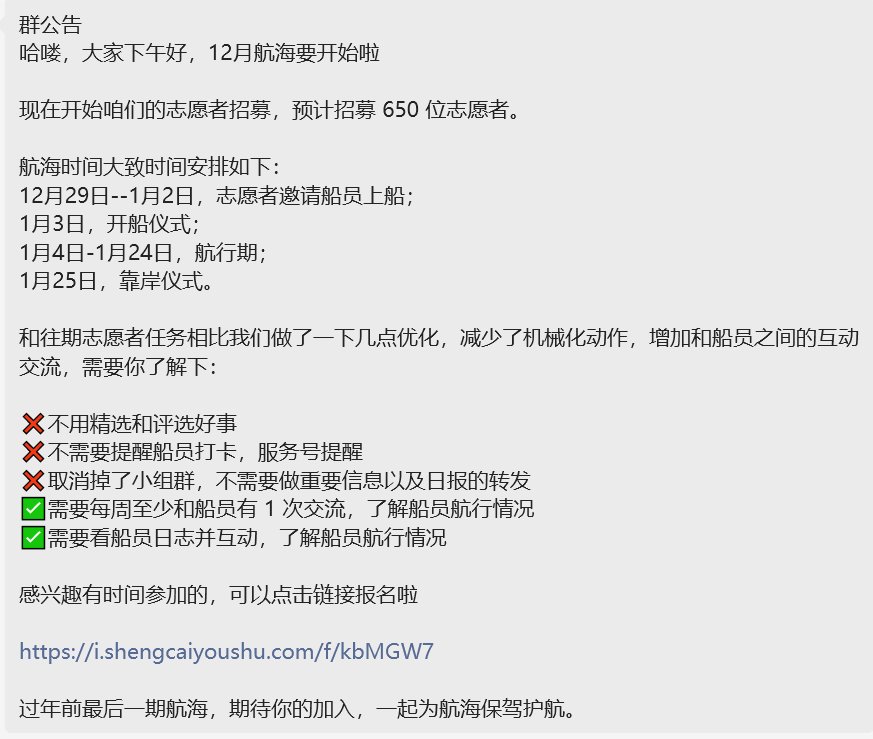 群公告
哈喽，大家下午好，12月航海要开始啦
现在开始咱们的志愿者招募，预计招募 650 位志愿者。
航海时间大致时间安排如下：
12月29日--1月2日，志愿者邀请船员上船；
1月3日，开船仪式；
1月4日-1月24日，航行期；
1月25日，靠岸仪式。
和往期志愿者任务相比我们做了一下几点优化，减少了机械化动作，增加和船员之间的互动
交流，需要你了解下：
❌不用精选和评选好事
❌不需要提醒船员打卡，服务号提醒
❌取消掉了小组群，不需要做重要信息以及日报的转发
✅需要每周至少和船员有 1 次交流，了解船员航行情况
✅需要看船员日志并互动，了解船员航行情况
感兴趣有时间参加的，可以点击链接报名啦
https://i.shengcaiyoushu.com/f/kbMGW7
过年前最后一期航海，期待你的加入，一起为航海保驾护航。